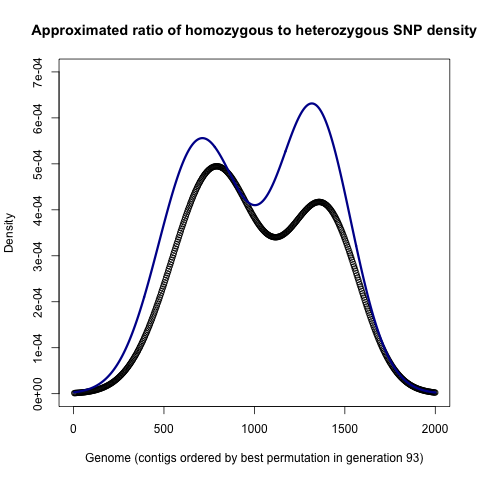 Approximated ratio of homozygous to heterozygous SNP density
7e-04
6e-04
5e-04
4e-04
3e-04
2e-04
1e-04
0e+00
Density
0 500 1000 1500 2000
Genome (contigs ordered by best permutation in generation 93)